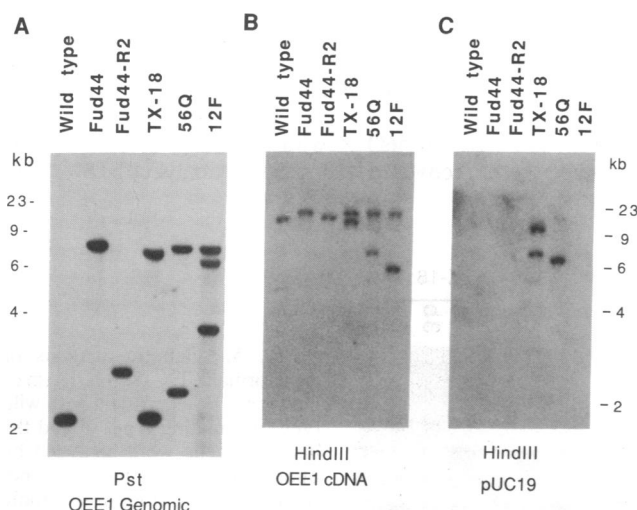 A
B
C
Wild type
Fud44
Fud44-R2
TX-18
56Q
12F
Wild type
Fud44
Fud44-R2
TX-18
56Q
12F
Wild type
Fud44
Fud44-R2
TX-18
56Q
12F
kb
23-
9-
6-
4-
2-
kb
- 23
- 9
- 6
- 4
- 2
Pst
OEE1 Genomic
HindIII
OEE1 cDNA
HindIII
pUC19